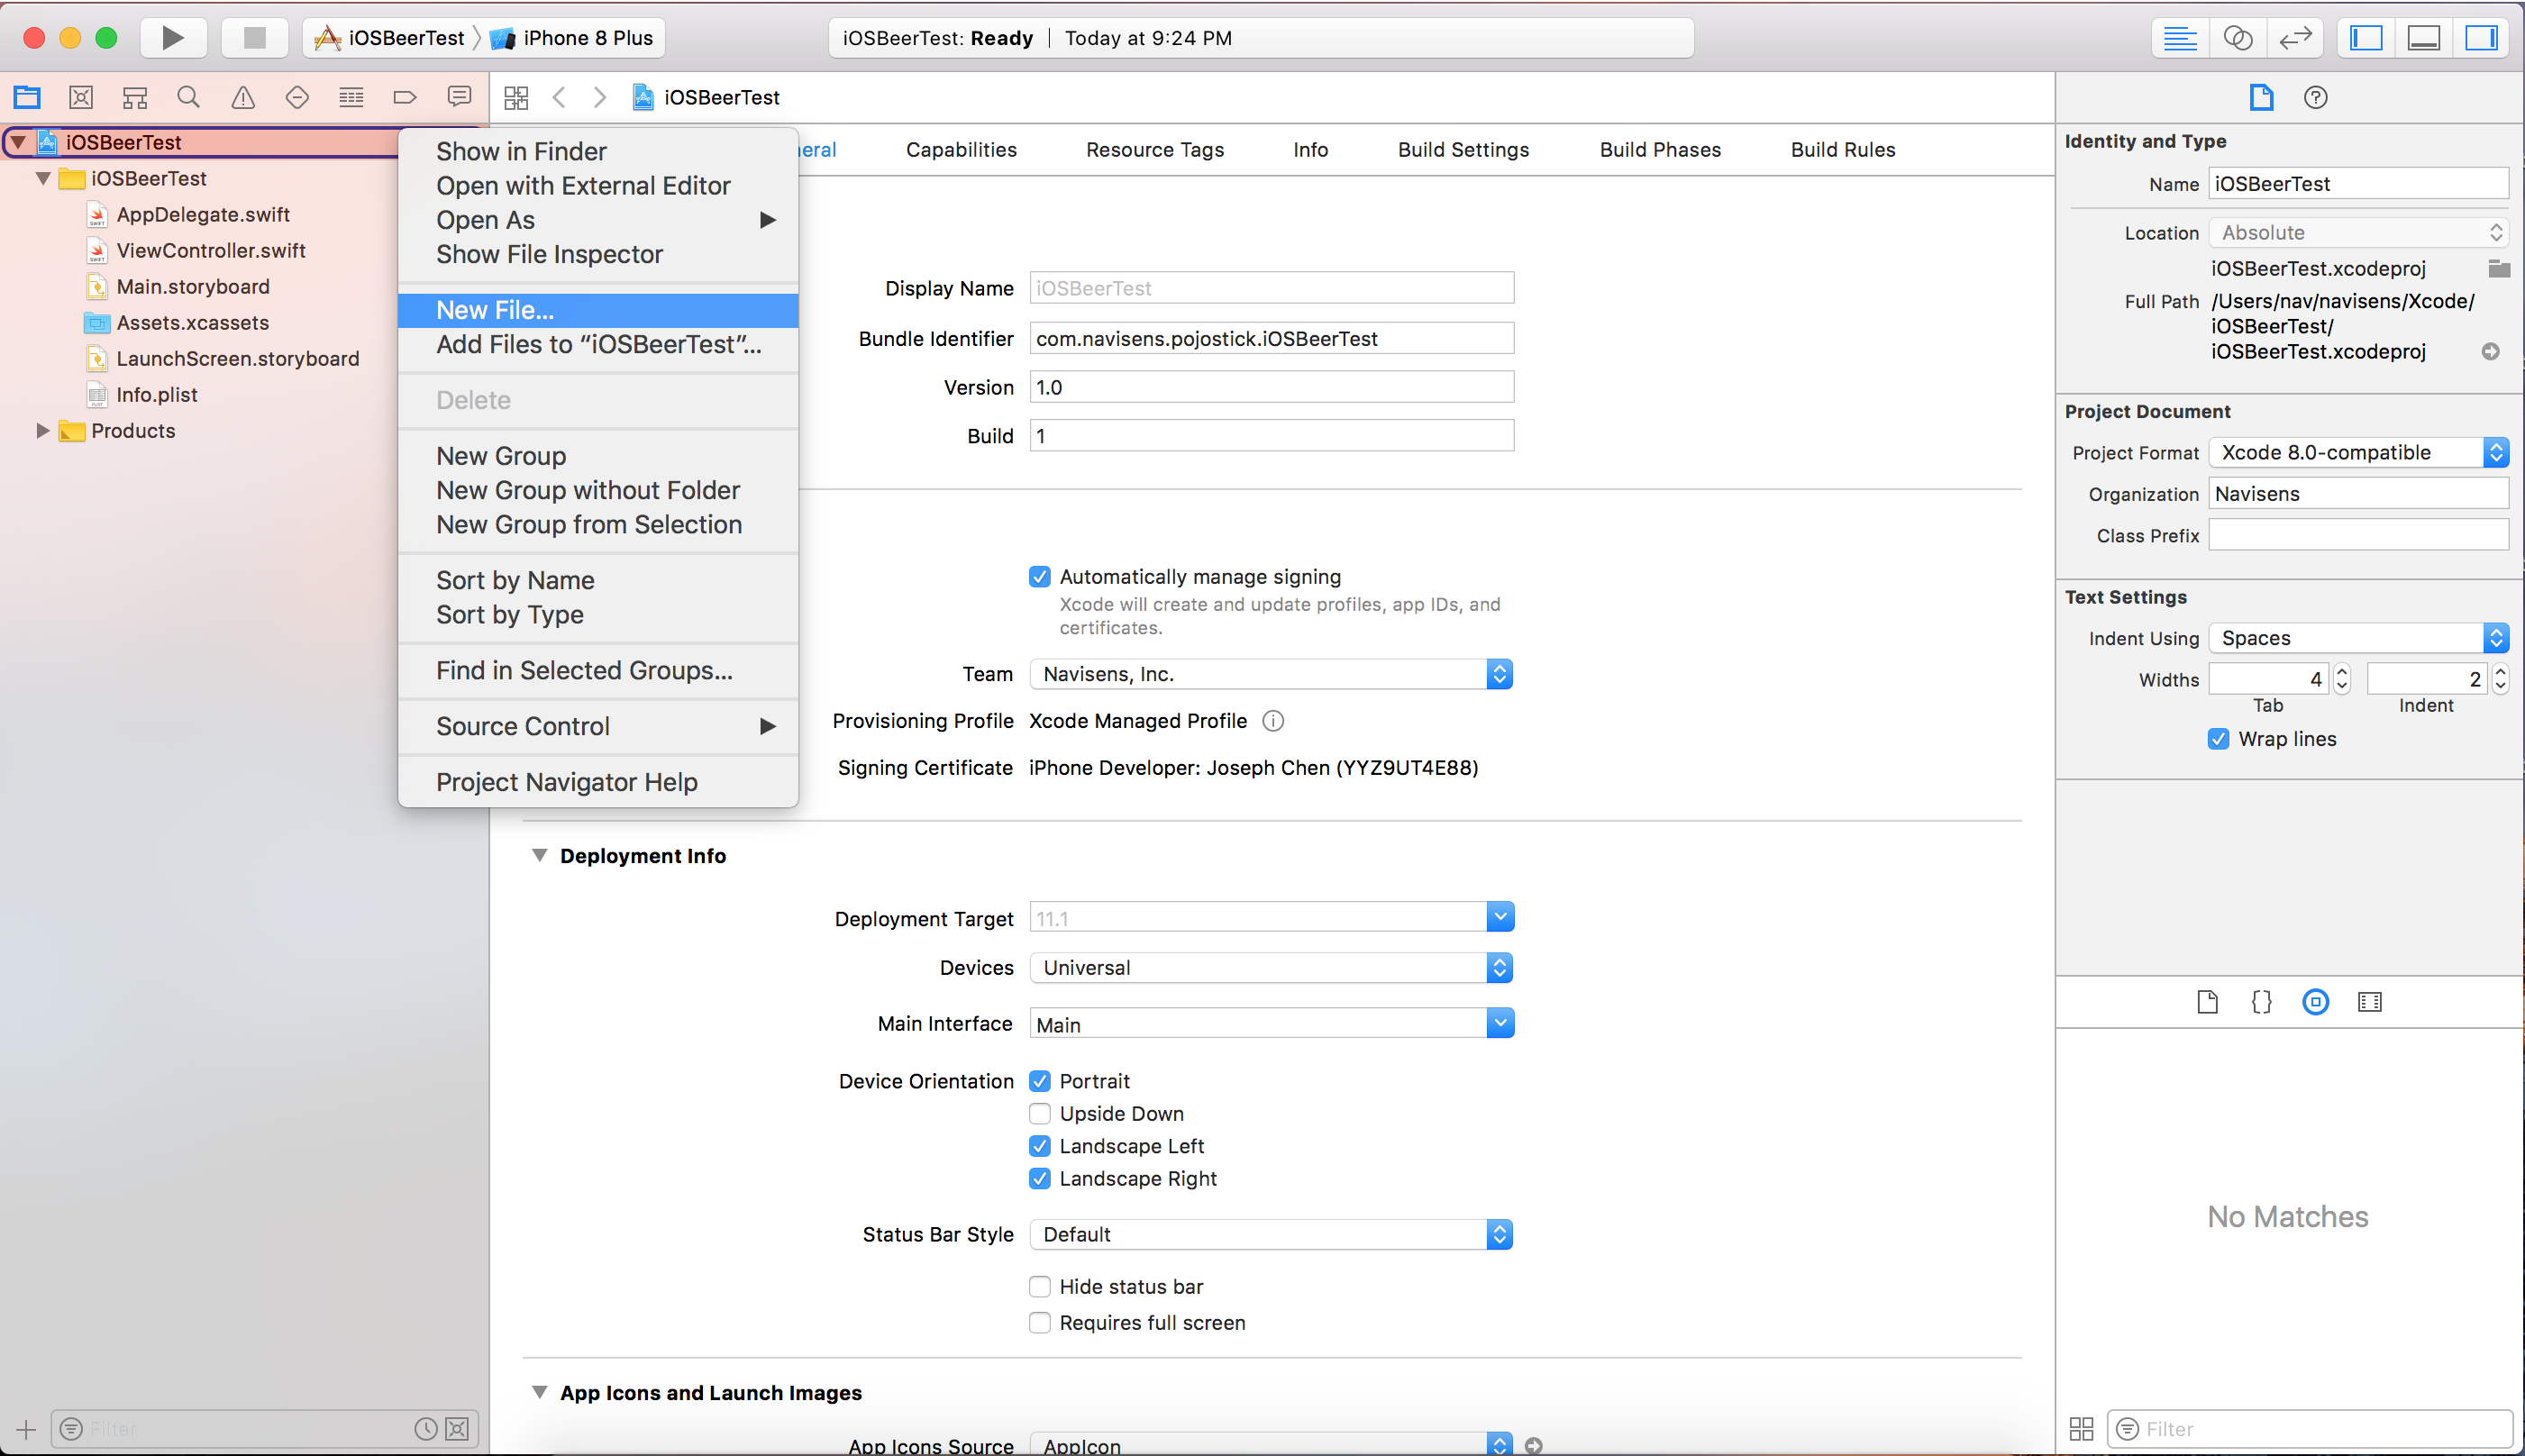 iOSBeerTest
iPhone 8 Plus
iOSBeerTest: Ready | Today at 9:24 PM
iOSBeerTest
iOSBeerTest
iOSBeerTest
AppDelegate.swift
ViewController.swift
Main.storyboard
Assets.xcassets
LaunchScreen.storyboard
Info.plist
Products
Filter
Show in Finder
Open with External Editor
Open As
Show File Inspector
New File...
Add Files to “iOSBeerTest”...
Delete
New Group
New Group without Folder
New Group from Selection
Sort by Name
Sort by Type
Find in Selected Groups...
Source Control
Project Navigator Help
eral Capabilities Resource Tags Info Build Settings Build Phases Build Rules
Display Name iOSBeerTest
Bundle Identifier com.navisens.pojostick.iOSBeerTest
Version 1.0
Build 1
Automatically manage signing
Xcode will create and update profiles, app IDs, and
certificates.
Team Navisens, Inc.
Provisioning Profile Xcode Managed Profile
Signing Certificate iPhone Developer: Joseph Chen (YYZ9UT4E88)
Deployment Info
Deployment Target 11.1
Devices Universal
Main Interface Main
Device Orientation Portrait
Upside Down
Landscape Left
Landscape Right
Status Bar Style Default
Hide status bar
Requires full screen
App Icons and Launch Images
App Icons Source AppIcon
Identity and Type
Name iOSBeerTest
Location Absolute
iOSBeerTest.xcodeproj
Full Path /Users/nav/navisens/Xcode/
iOSBeerTest/
iOSBeerTest.xcodeproj
Project Document
Project Format Xcode 8.0-compatible
Organization Navisens
Class Prefix
Text Settings
Indent Using Spaces
Widths 4 2
Tab Indent
Wrap lines
No Matches
Filter